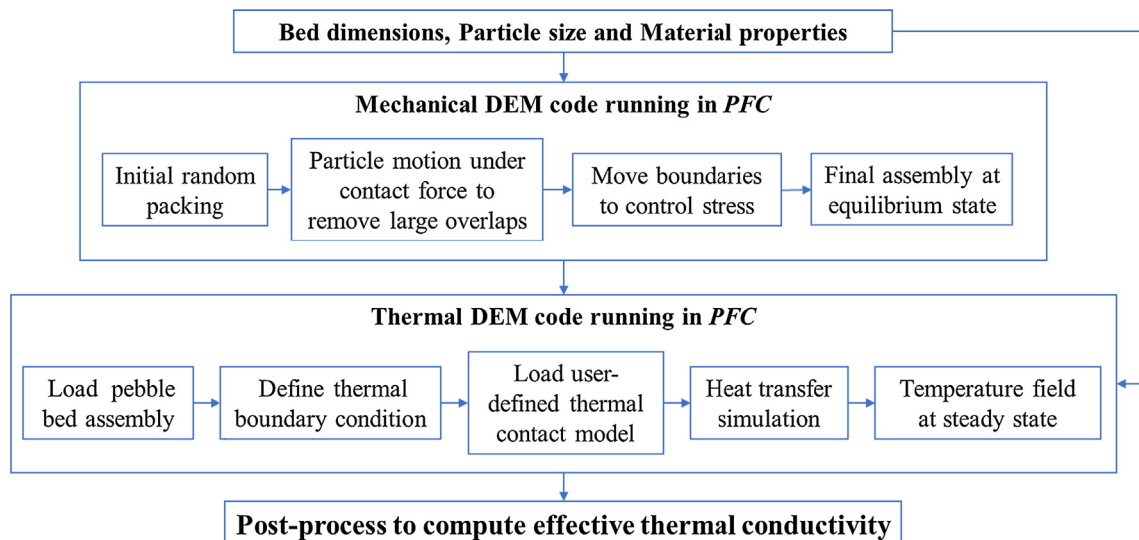 Bed dimensions, Particle size and Material properties
Mechanical DEM code running in PFC
Initial random
packing
Particle motion under
contact force to
remove large overlaps
Move boundaries
to control stress
Final assembly at
equilibrium state
Thermal DEM code running in PFC
Load pebble
bed assembly
Define thermal
boundary condition
Load user-
defined thermal
contact model
Heat transfer
simulation
Temperature field
at steady state
Post-process to compute effective thermal conductivity